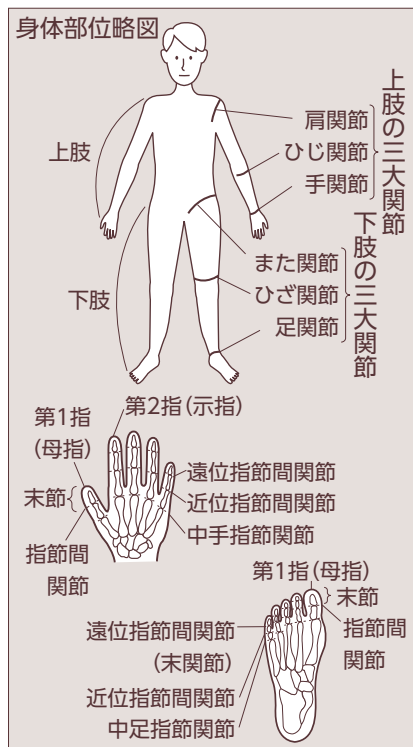 身体部位略図
上肢
肩関節
ひじ関節
手関節
上肢の三大関節
下肢
また関節
ひざ関節
足関節
下肢の三大関節
第1指
(母指)
第2指(示指)
末節
指節間
関節
遠位指節間関節
近位指節間関節
中手指節関節
第1指(母指)
末節
指節間
関節
遠位指節間関節
(末関節)
近位指節間関節
中足指節関節